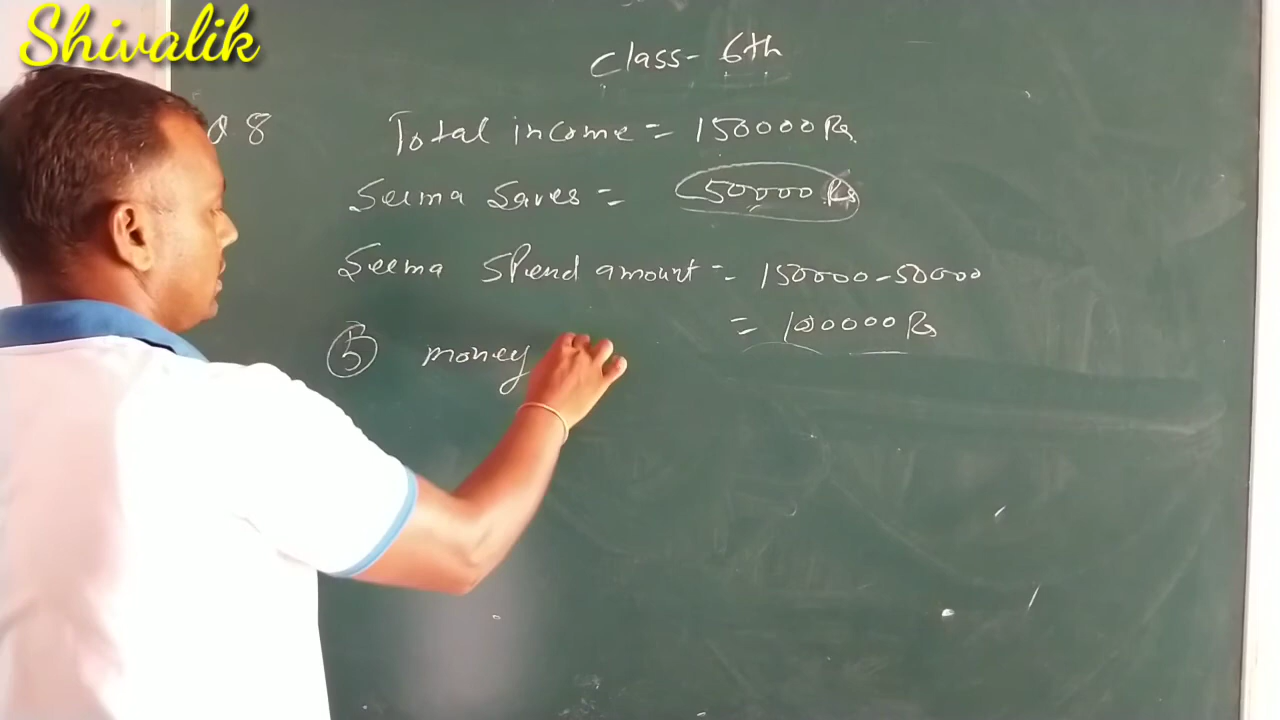 Shivalik
Class- 6th
Q 8
Total income = 150000 Rs
Seema Saves = 50000 Rs
Seema Spend amount = 150000-50000
= 100000 Rs
(b) money